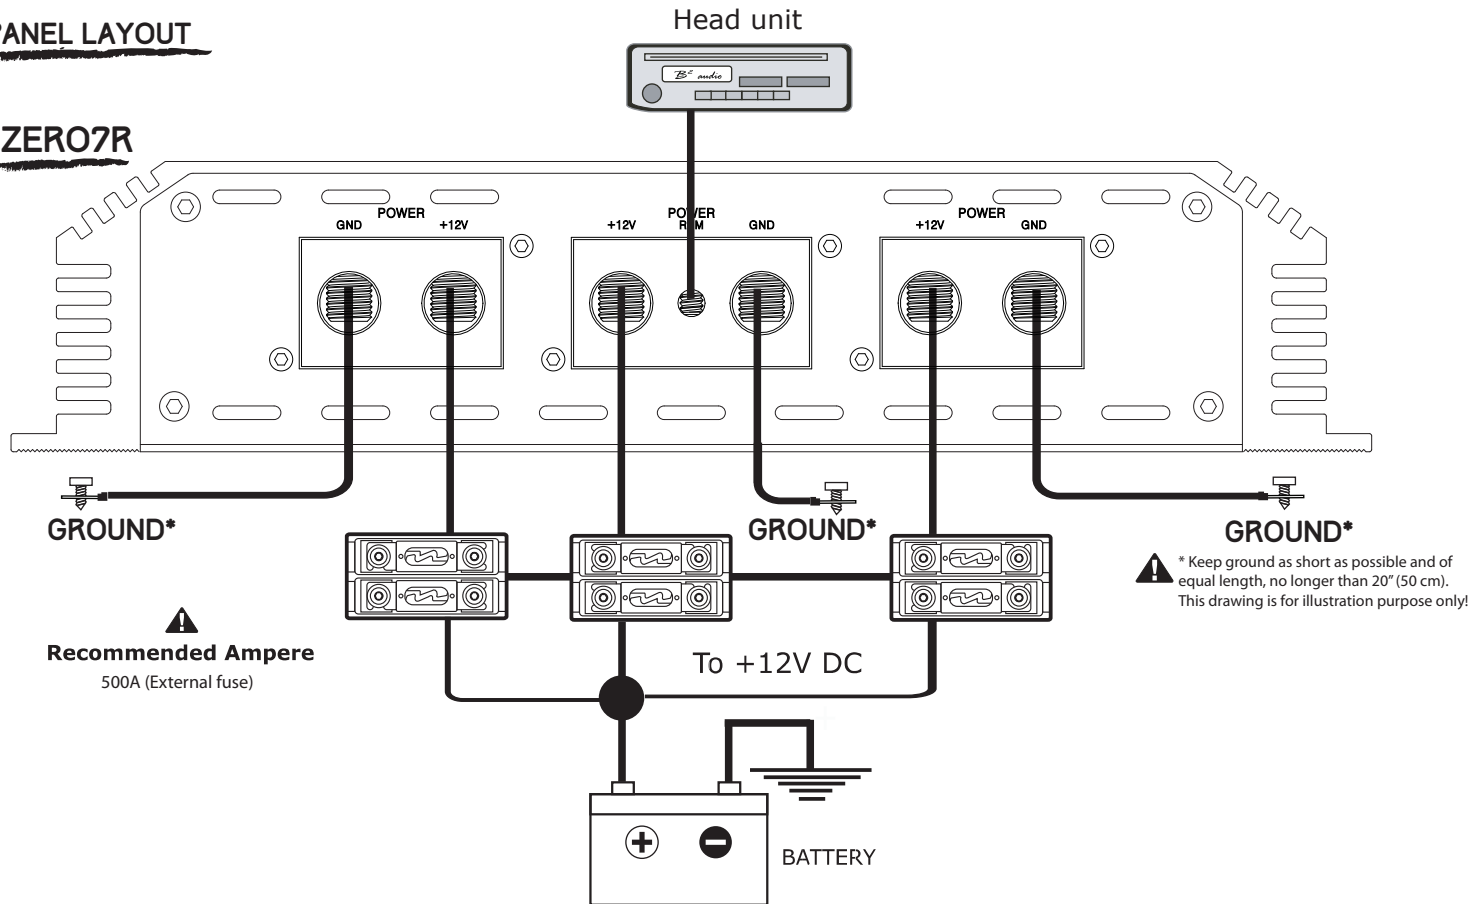 PANEL LAYOUT
Head unit
B² audio
ZERO7R
POWER
GND +12V
POWER
+12V REM GND
POWER
+12V GND
GROUND*
GROUND*
GROUND*
* Keep ground as short as possible and of
equal length, no longer than 20" (50 cm).
This drawing is for illustration purpose only!
Recommended Ampere
500A (External fuse)
To +12V DC
BATTERY